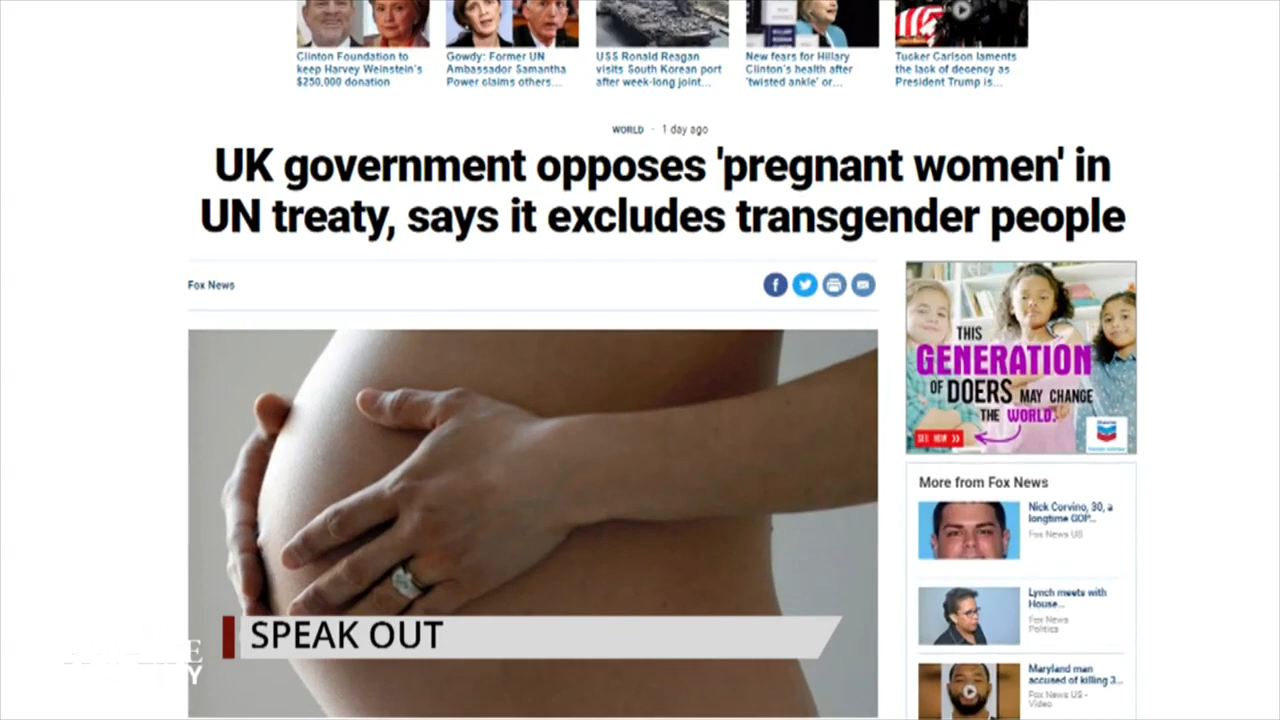 Clinton Foundation to
keep Harvey Weinstein's
$250,000 donation
Gowdy: Former UN
Ambassador Samantha
Power claims others...
USS Ronald Reagan
visits South Korean port
after week-long joint...
New fears for Hillary
Clinton's health after
'twisted ankle' or...
Tucker Carlson laments
the lack of decency as
President Trump is...
WORLD · 1 day ago
UK government opposes 'pregnant women' in
UN treaty, says it excludes transgender people
Fox News
THIS
GENERATION
OF DOERS MAY CHANGE
THE WORLD.
SEE NOW »
More from Fox News
Nick Corvino, 30, a
longtime GOP...
Fox News US
Lynch meets with
House...
Fox News
Politics
Maryland man
accused of killing 3...
Fox News US -
Video
SPEAK OUT